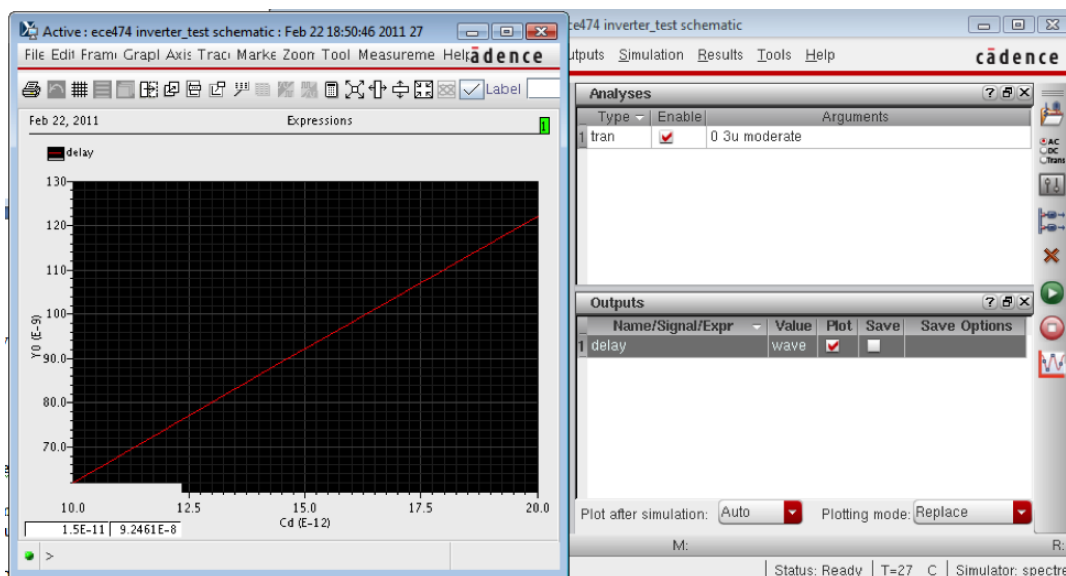 Active : ece474 inverter_test schematic : Feb 22 18:50:46 2011 27
File Edit Fram Grapl Axis Trac Marke Zoon Tool Measureme Help cādence
Label
Feb 22, 2011 Expressions 1
delay
130
120
110
100
90.0
80.0
70.0
Y0 (E-9)
10.0 12.5 15.0 17.5 20.0
Cd (E-12)
1.5E-11 9.2461E-8
>
ce474 inverter_test schematic
utputs Simulation Results Tools Help cādence
Analyses
Type Enable Arguments
1 tran 0 3u moderate
AC
DC
Trans
Outputs
Name/Signal/Expr Value Plot Save Save Options
1 delay wave
Plot after simulation: Auto Plotting mode: Replace
M: R:
Status: Ready T=27 C Simulator: spectre